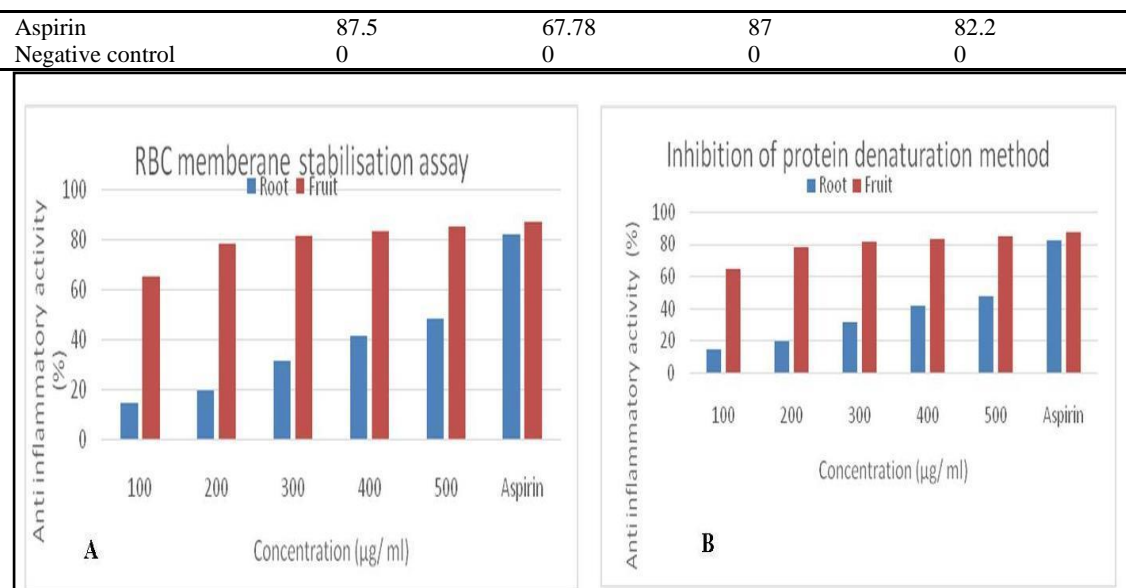 Aspirin 87.5 67.78 87 82.2
Negative control 0 0 0 0
RBC memberane stabilisation assay
Root Fruit
Anti inflammatory activity
(%)
100
80
60
40
20
0
100 200 300 400 500 Aspirin
Concentration (µg/ ml)
A
Inhibition of protein denaturation method
Root Fruit
Anti inflammatory activity (%)
100
80
60
40
20
0
100 200 300 400 500 Aspirin
Concentration (µg/ ml)
B